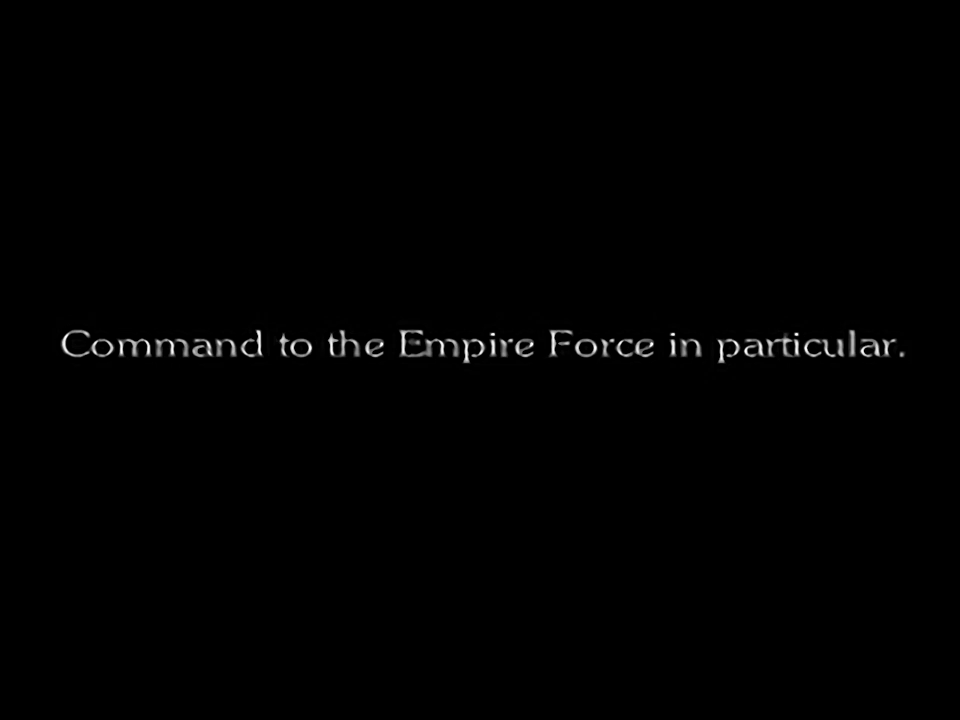 Command to the Empire Force in particular.